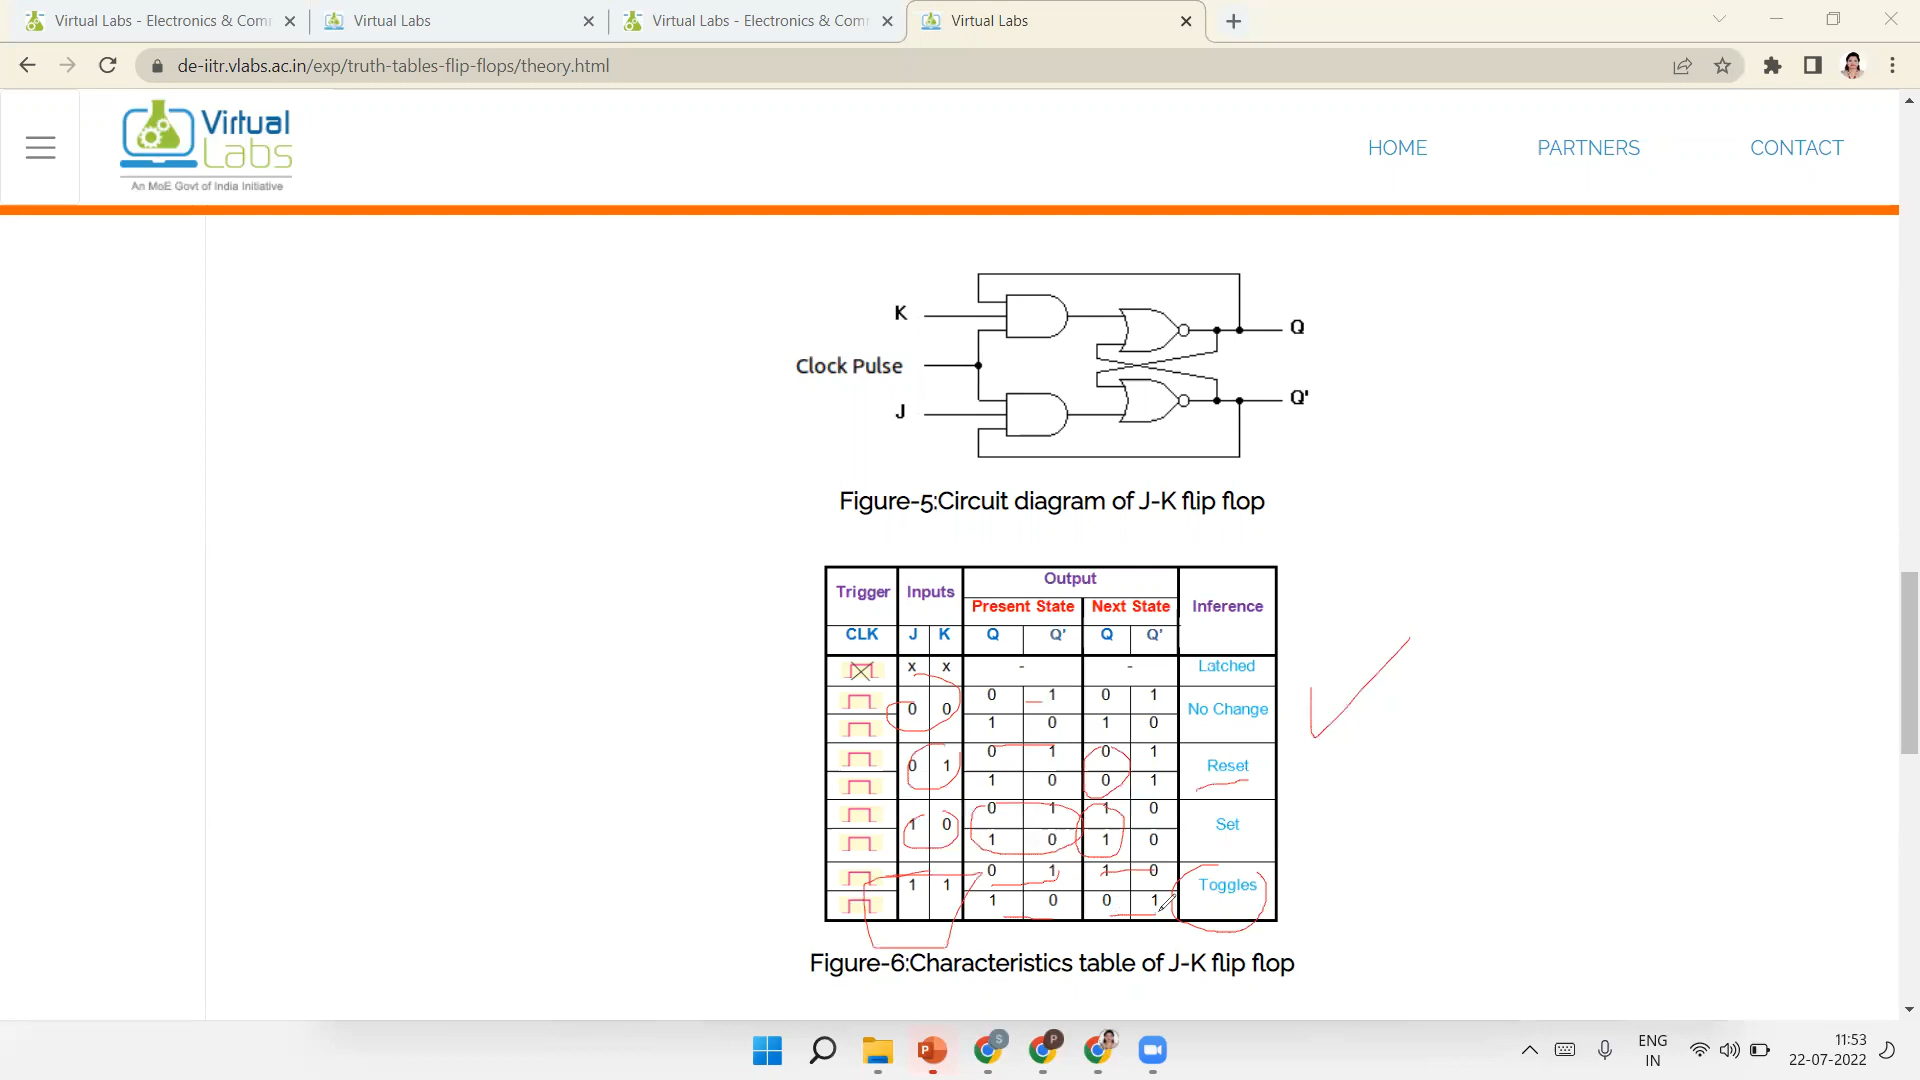 Virtual Labs - Electronics & Com
Virtual Labs
Virtual Labs - Electronics & Com
Virtual Labs
de-iitr.vlabs.ac.in/exp/truth-tables-flip-flops/theory.html
Virtual
Labs
An MoE Govt of India Initiative
HOME
PARTNERS
CONTACT
K
Clock Pulse
J
Q
Q'
Figure-5:Circuit diagram of J-K flip flop
Trigger Inputs Output Inference
Present State Next State
CLK J K Q Q' Q Q'
x x - - Latched
0 0 0 1 0 1 No Change
1 0 1 0
0 1 0 1 0 1 Reset
1 0 0 1
1 0 0 1 1 0 Set
1 0 1 0
1 1 0 1 1 0 Toggles
1 0 0 1
Figure-6:Characteristics table of J-K flip flop
S
P
P
ENG
IN
11:53
22-07-2022